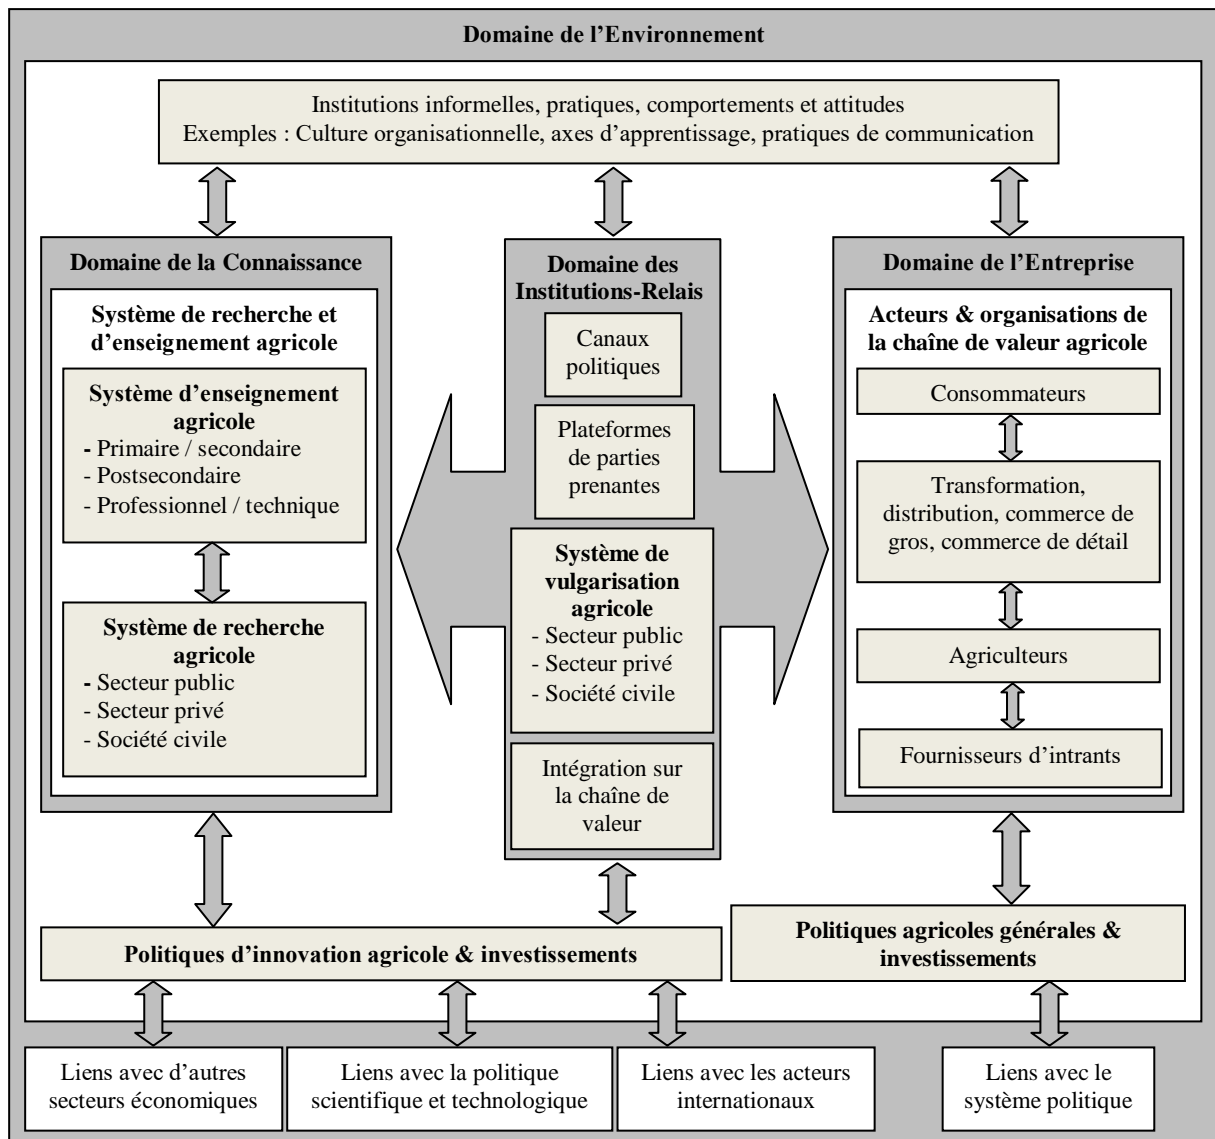 Domaine de l’Environnement
Institutions informelles, pratiques, comportements et attitudes
Exemples : Culture organisationnelle, axes d’apprentissage, pratiques de communication
Domaine de la Connaissance
Système de recherche et
d’enseignement agricole
Système d’enseignement
agricole
- Primaire / secondaire
- Postsecondaire
- Professionnel / technique
Système de recherche
agricole
- Secteur public
- Secteur privé
- Société civile
Domaine des
Institutions-Relais
Canaux
politiques
Plateformes
de parties
prenantes
Système de
vulgarisation
agricole
- Secteur public
- Secteur privé
- Société civile
Intégration sur
la chaîne de
valeur
Domaine de l’Entreprise
Acteurs & organisations de
la chaîne de valeur agricole
Consommateurs
Transformation,
distribution, commerce de
gros, commerce de détail
Agriculteurs
Fournisseurs d’intrants
Politiques d’innovation agricole & investissements
Politiques agricoles générales &
investissements
Liens avec d’autres
secteurs économiques
Liens avec la politique
scientifique et technologique
Liens avec les acteurs
internationaux
Liens avec le
système politique